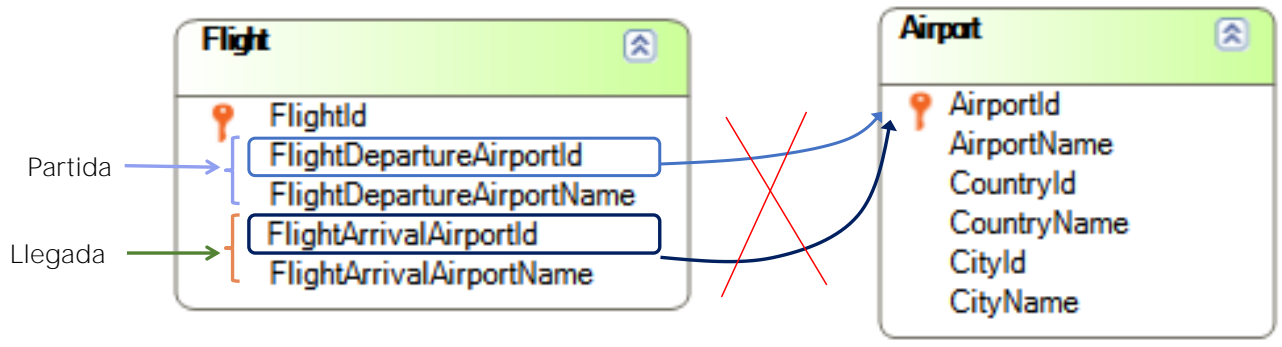 Flight
FlightId
Partida
FlightDepartureAirportId
FlightDepartureAirportName
Llegada
FlightArrivalAirportId
FlightArrivalAirportName
Airport
AirportId
AirportName
CountryId
CountryName
CityId
CityName